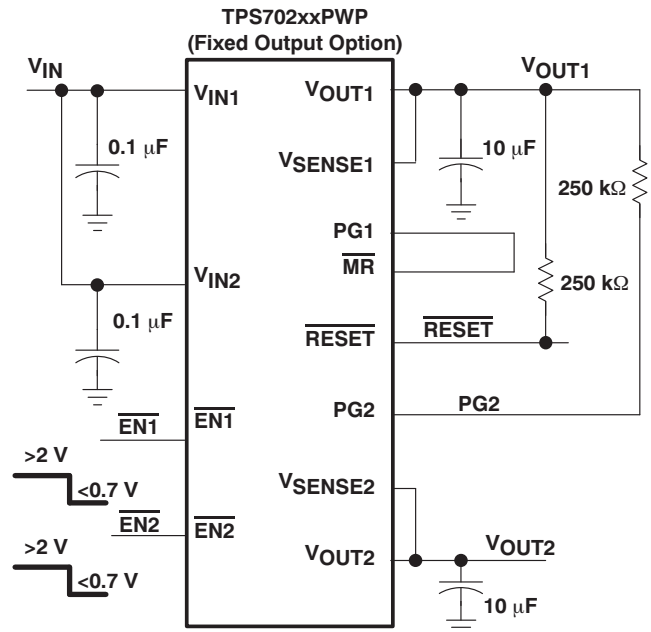 TPS702xxPWP
(Fixed Output Option)
VIN
VIN1
VOUT1
VOUT1
0.1 μF
10 μF
VSENSE1
250 kΩ
PG1
MR
VIN2
250 kΩ
0.1 μF
RESET
RESET
PG2
PG2
EN1
EN1
>2 V
<0.7 V
VSENSE2
EN2
EN2
>2 V
<0.7 V
VOUT2
VOUT2
10 μF